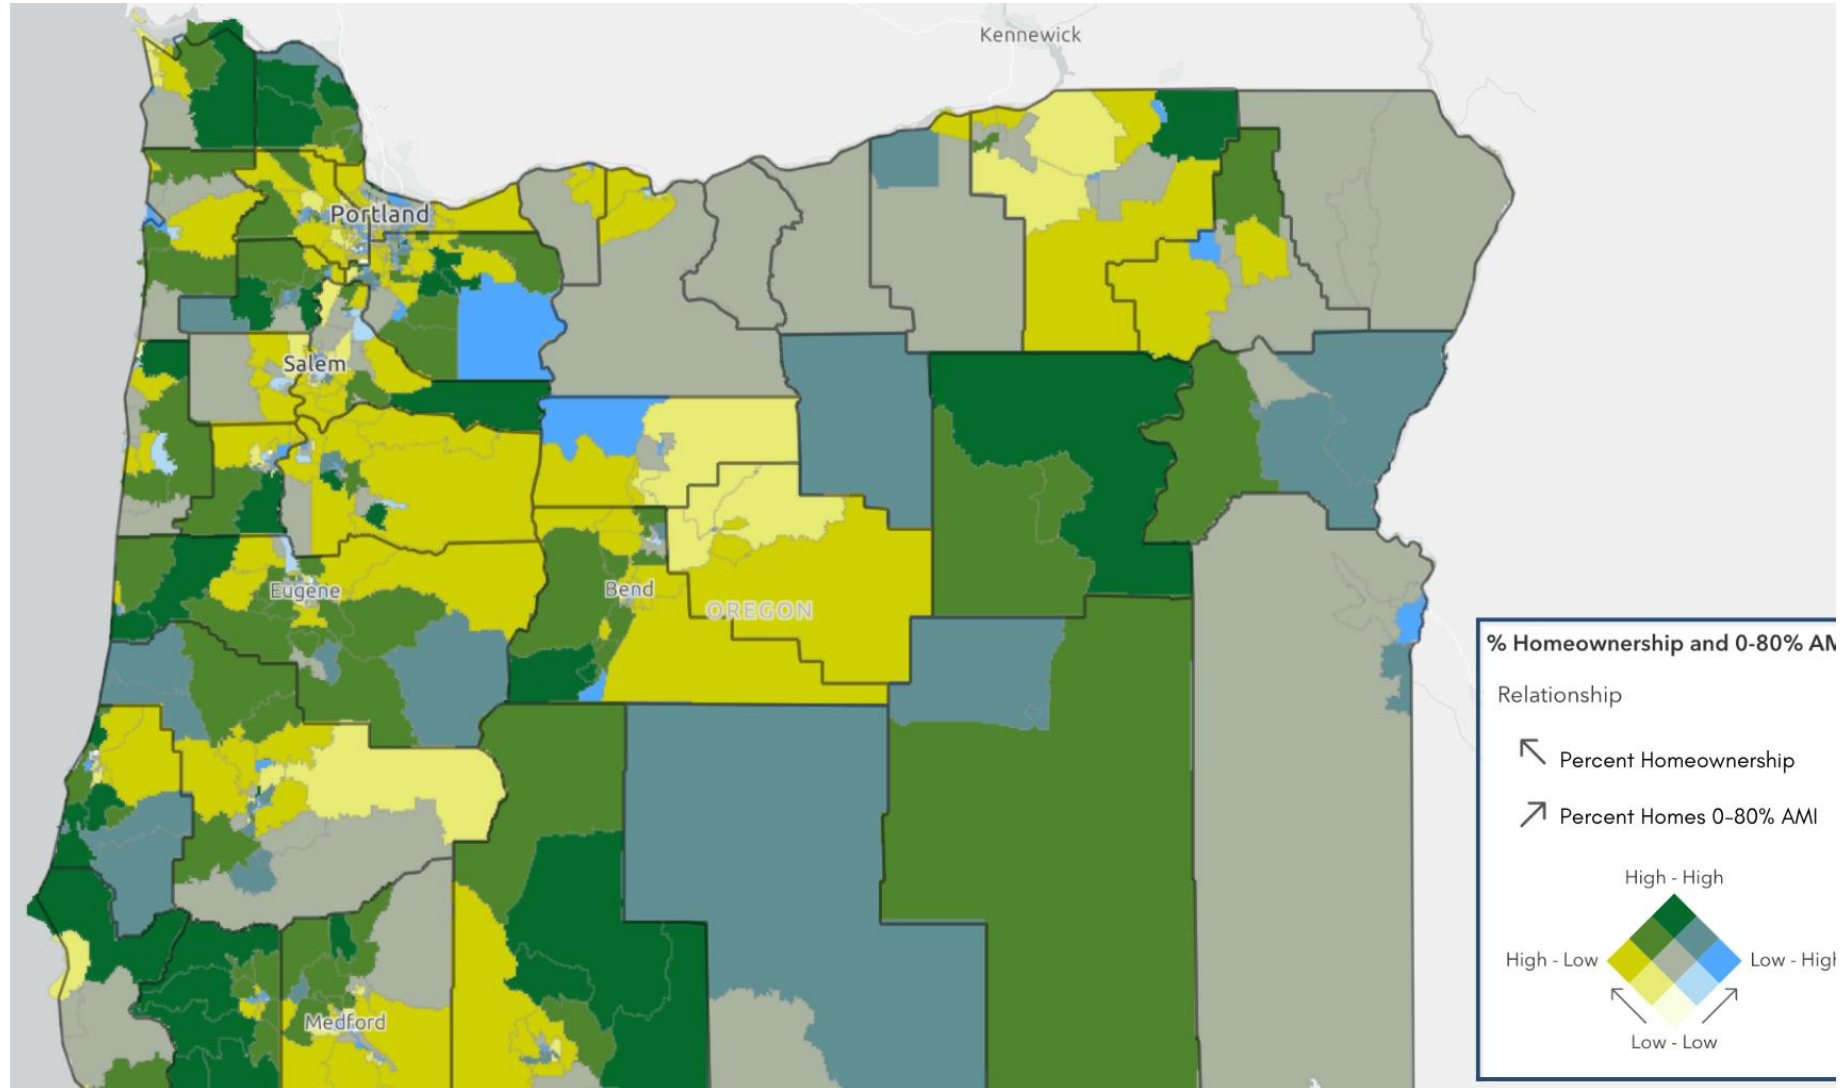 Kennewick
Portland
Salem
Eugene
Bend
OREGON
Medford
% Homeownership and 0-80% AM
Relationship
Percent Homeownership
Percent Homes 0-80% AMI
High - High
High - Low
Low - High
Low - Low